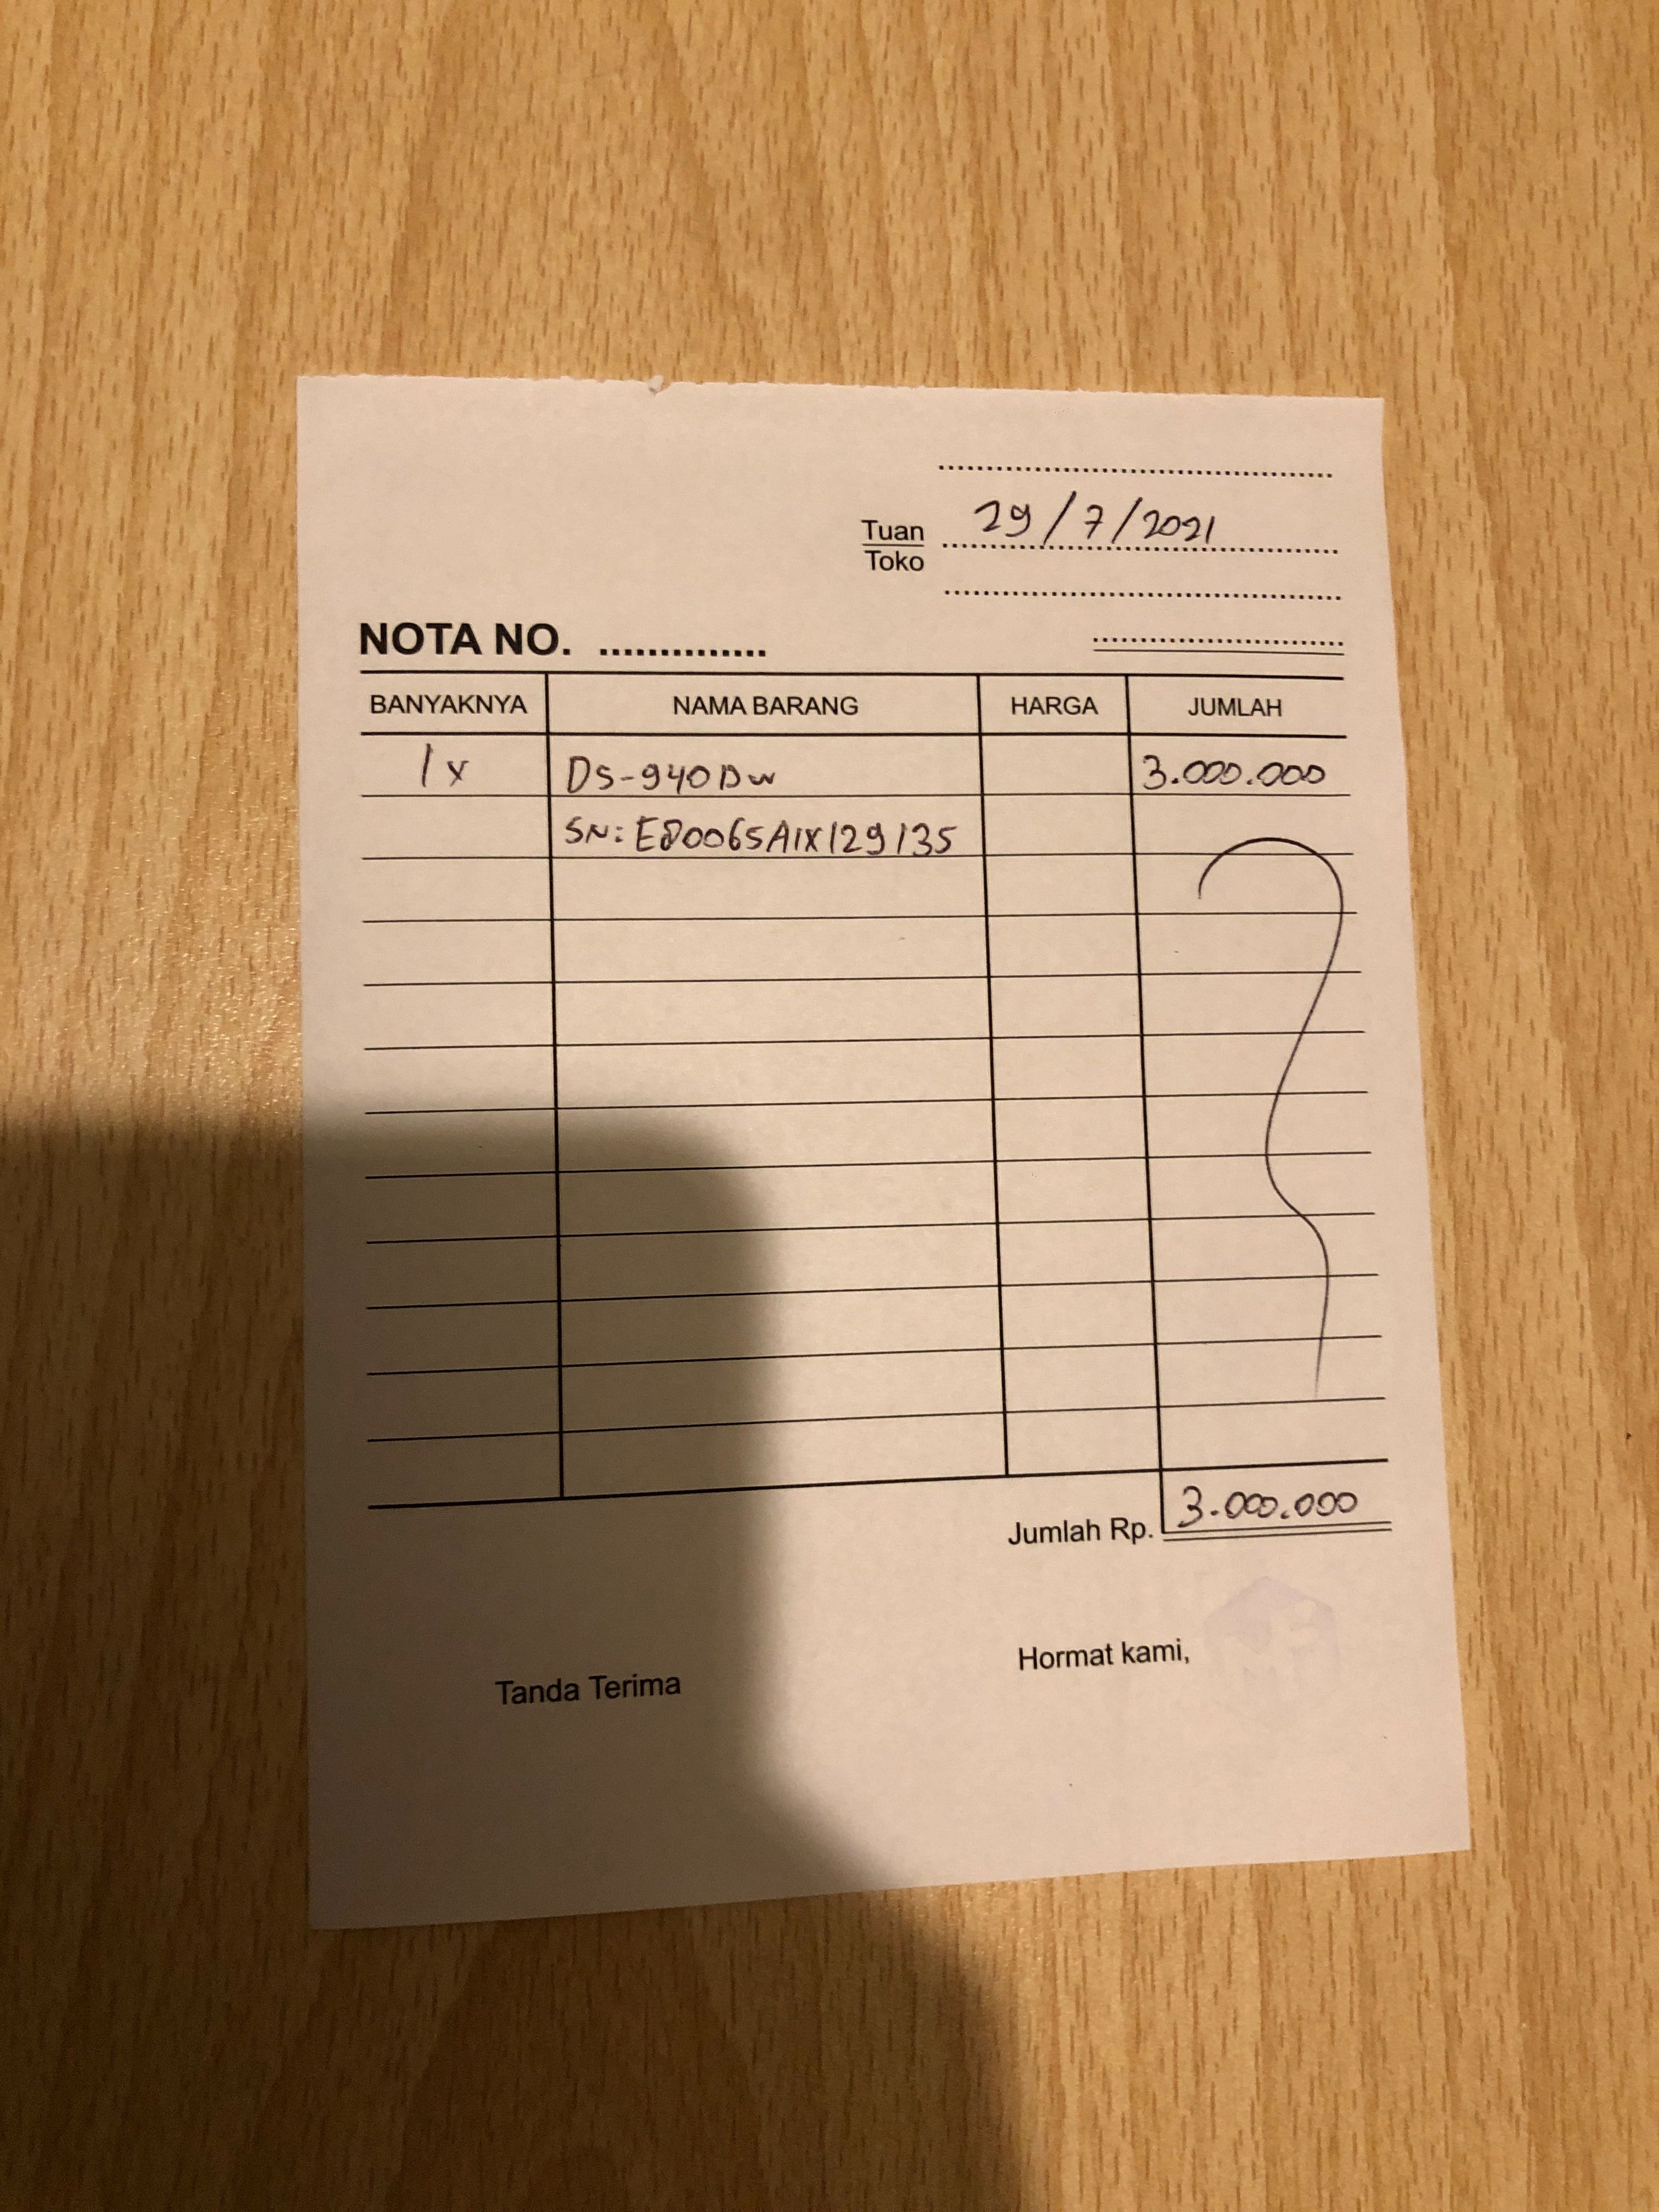 Tuan 29/7/2021
Toko
NOTA NO. ..............
BANYAKNYA NAMA BARANG HARGA JUMLAH
1x DS-940DW 3.000.000
SN: E80065A1X129135
Jumlah Rp. 3.000.000
Tanda Terima Hormat kami,